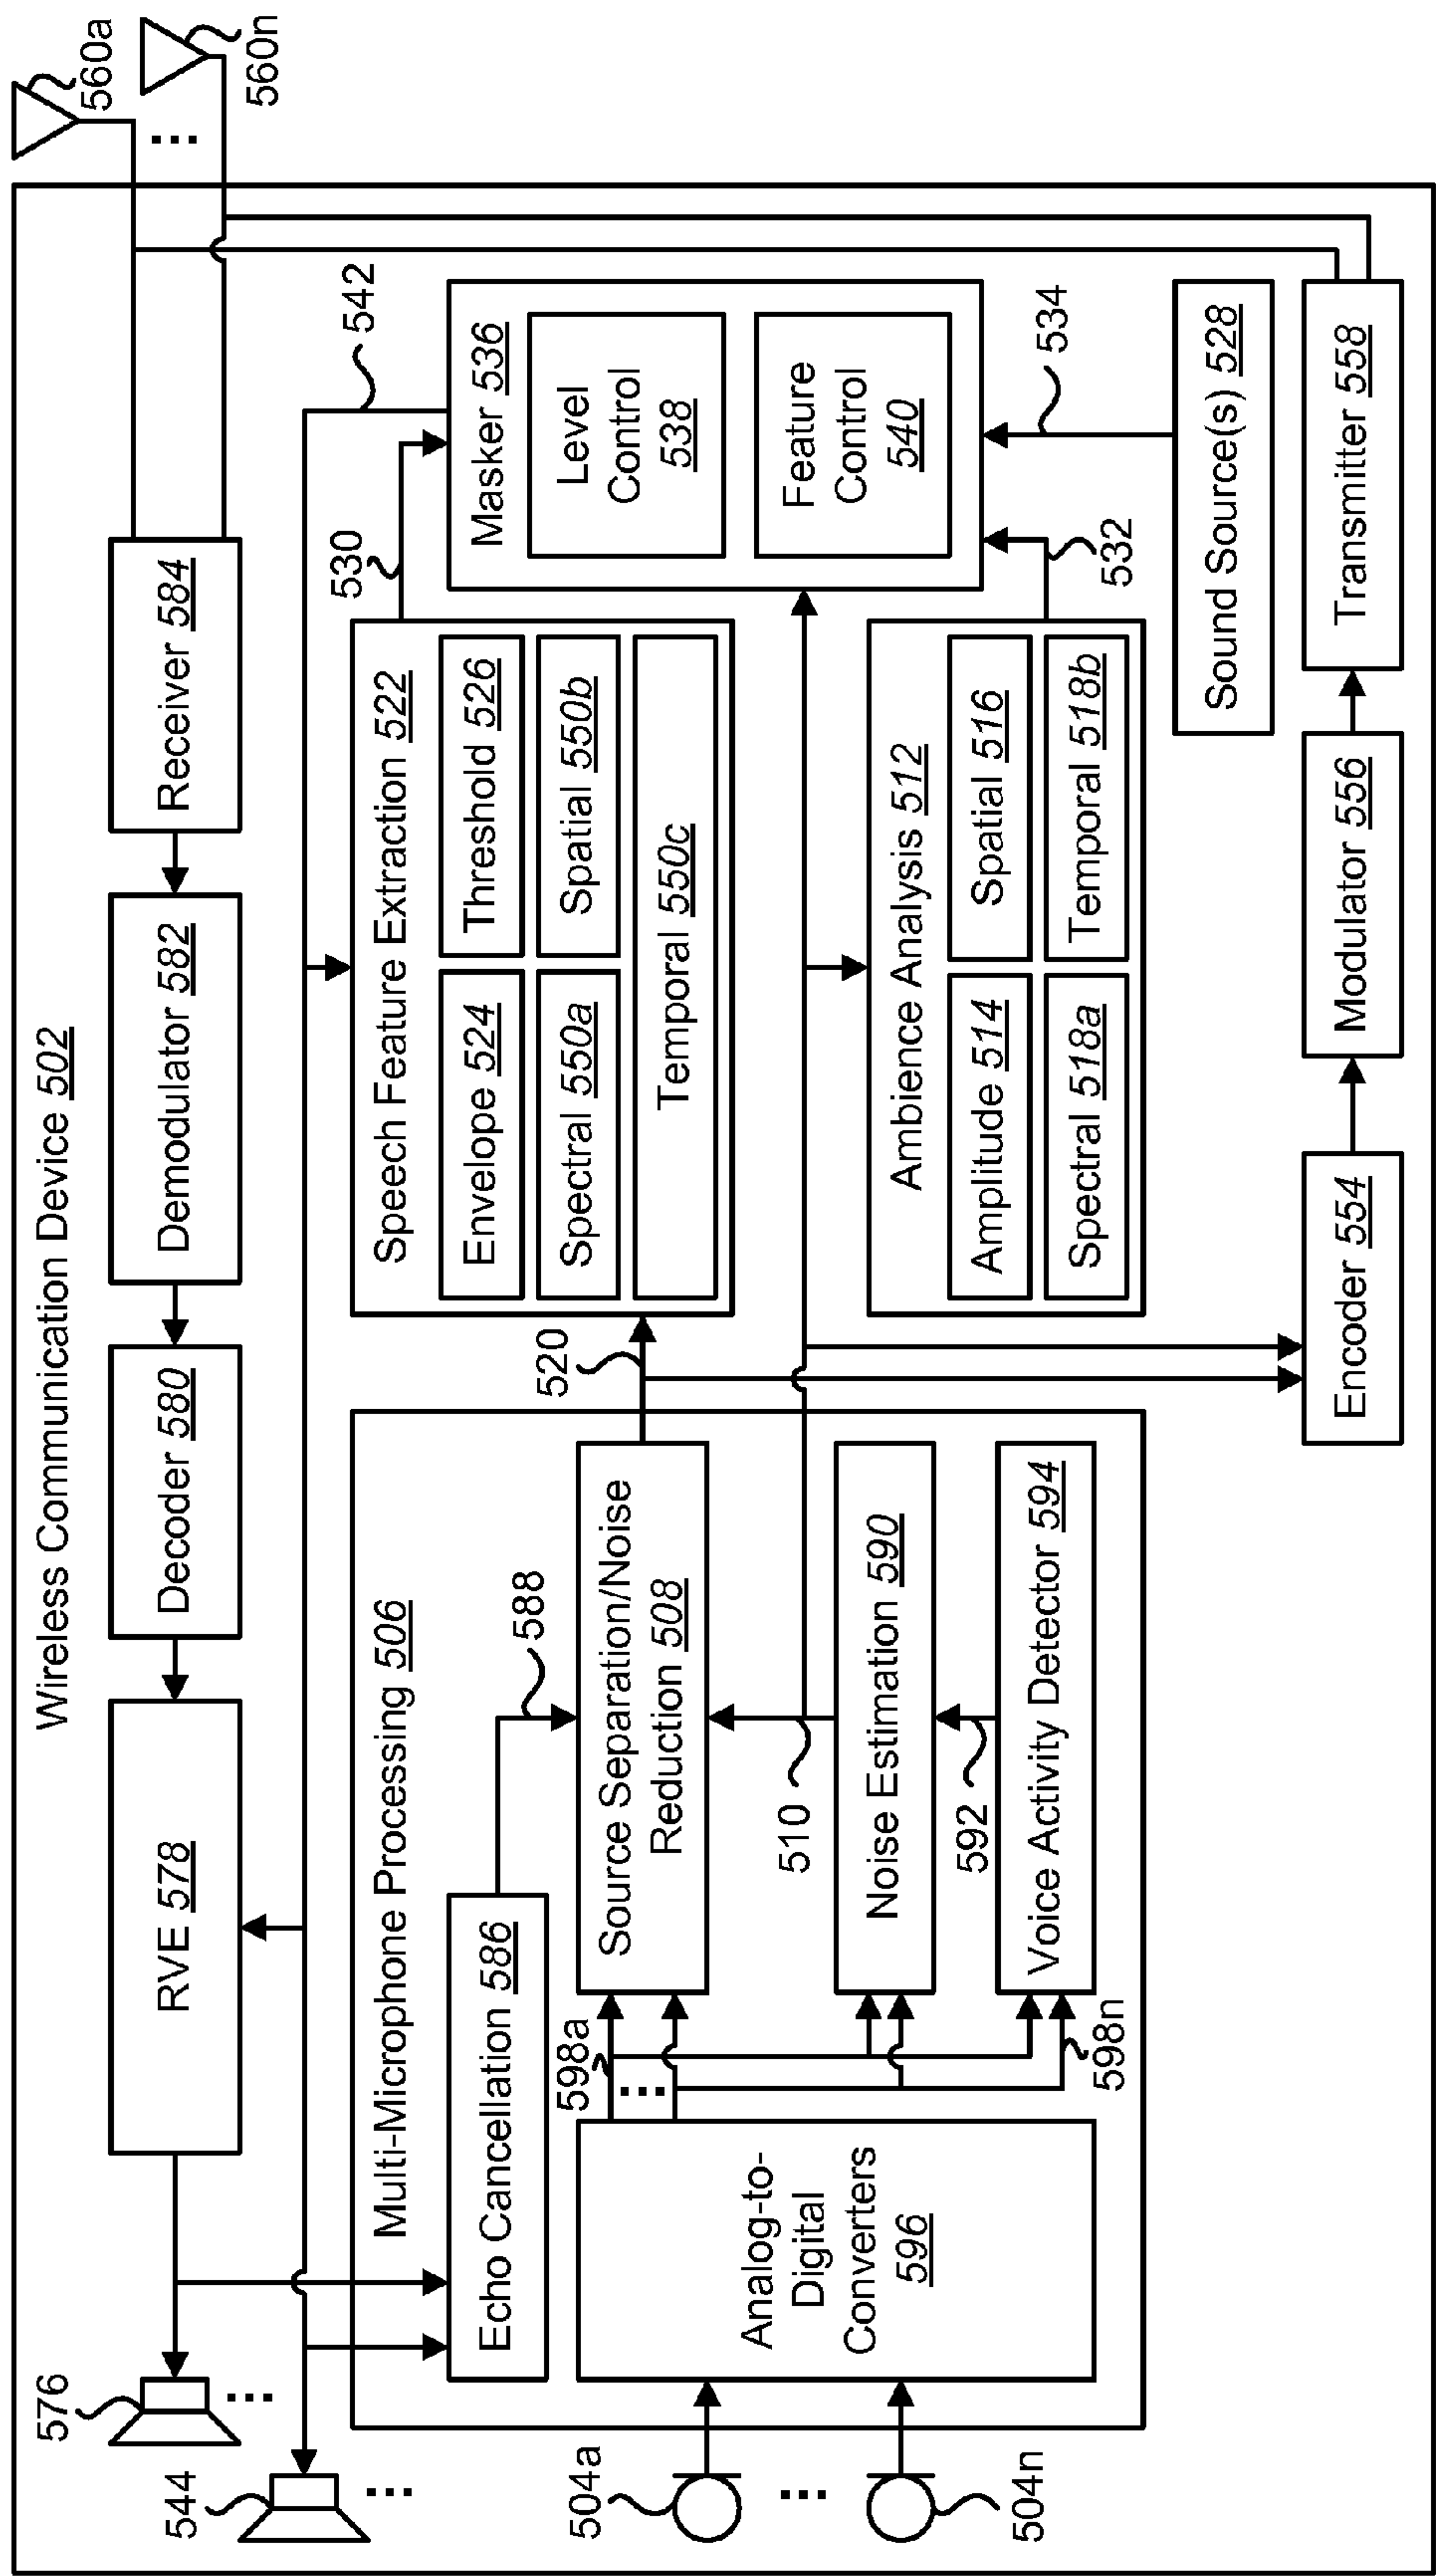 Wireless Communication Device 502
560a
560n
576
RVE 578
Decoder 580
Demodulator 582
Receiver 584
544
542
Multi-Microphone Processing 506
Echo Cancellation 586
588
598a
Source Separation/Noise
Reduction 508
520
510
Noise Estimation 590
592
Voice Activity Detector 594
598n
Analog-to-
Digital
Converters
596
504a
504n
Speech Feature Extraction 522
Envelope 524
Threshold 526
Spectral 550a
Spatial 550b
Temporal 550c
530
Masker 536
Level
Control
538
Feature
Control
540
Ambience Analysis 512
Amplitude 514
Spatial 516
Spectral 518a
Temporal 518b
532
534
Sound Source(s) 528
Encoder 554
Modulator 556
Transmitter 558
...
...
...
...
...